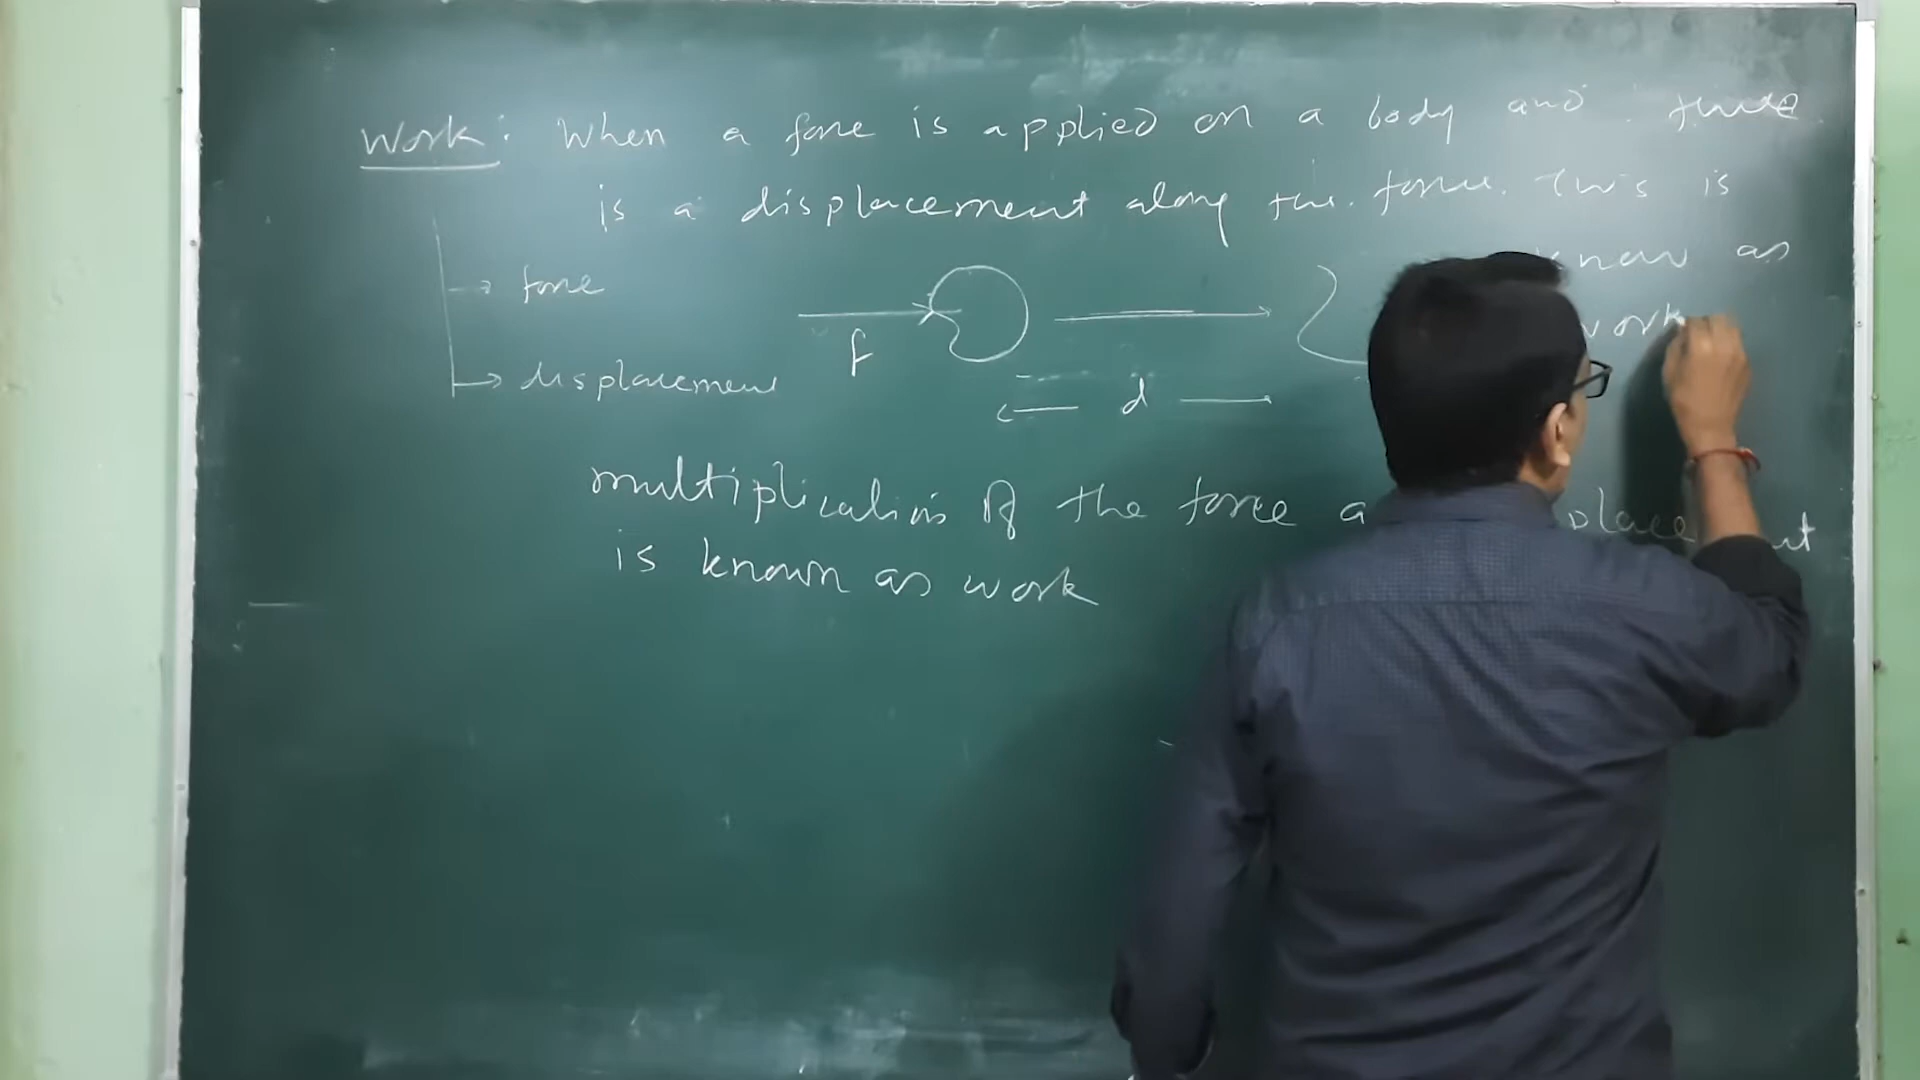 Work: When a force is applied on a body and there
is a displacement along the force. This is
know as
work
force
f
displacement
d
multiplication of the force
is known as work